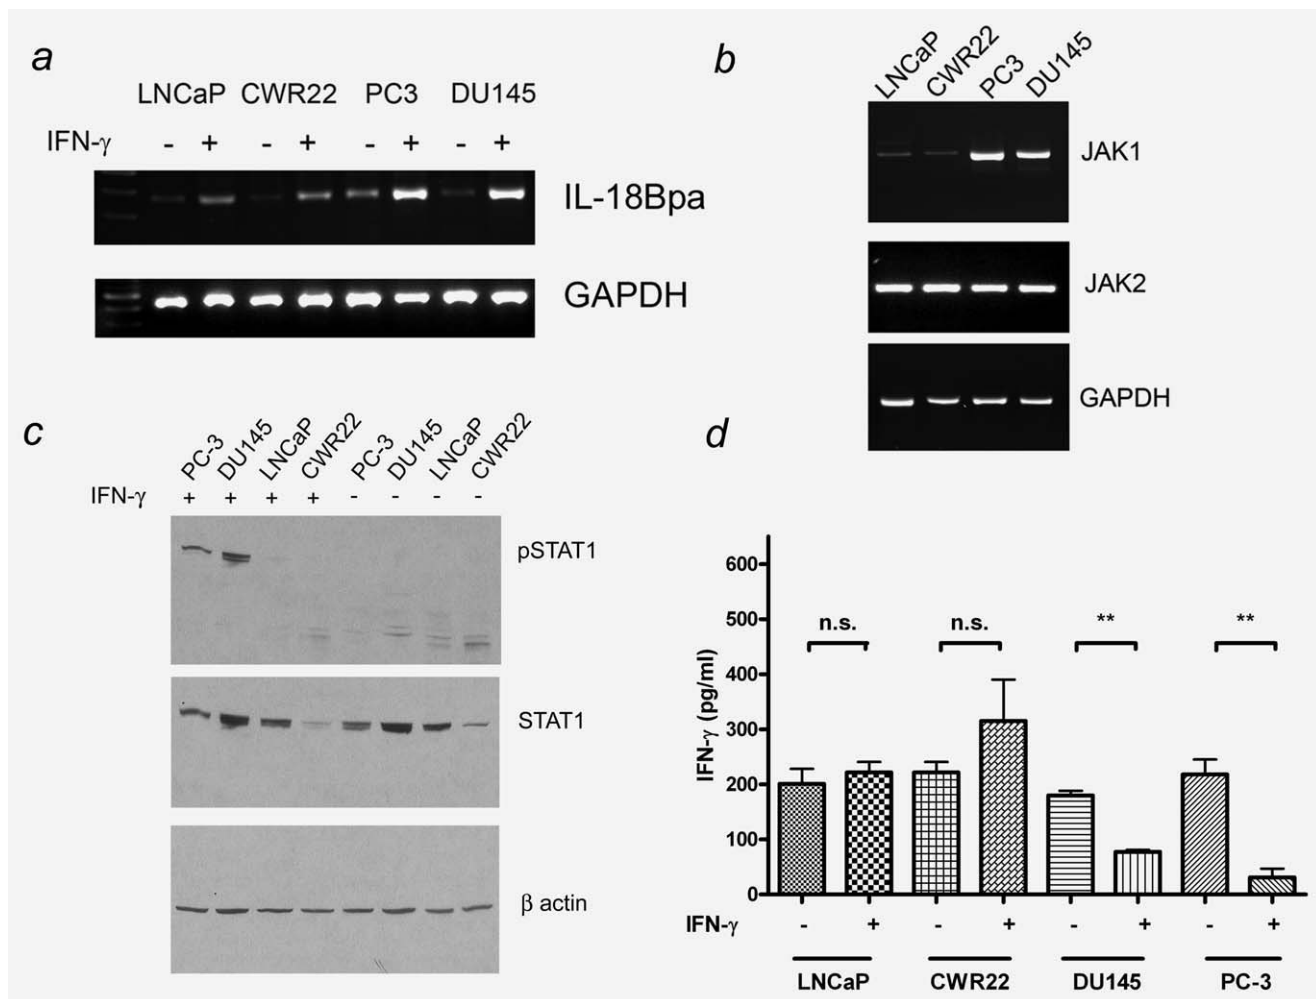 a
LNCaP CWR22 PC3 DU145
IFN-γ - + - + - + - +
IL-18Bpa
GAPDH
b
LNCaP CWR22 PC3 DU145
JAK1
JAK2
GAPDH
c
PC-3 DU145 LNCaP CWR22 PC-3 DU145 LNCaP CWR22
IFN-γ + + + + - - - -
pSTAT1
STAT1
β actin
d
IFN-γ (pg/ml)
600
500
400
300
200
100
0
n.s. n.s. ** **
IFN-γ - + - + - + - +
LNCaP CWR22 DU145 PC-3